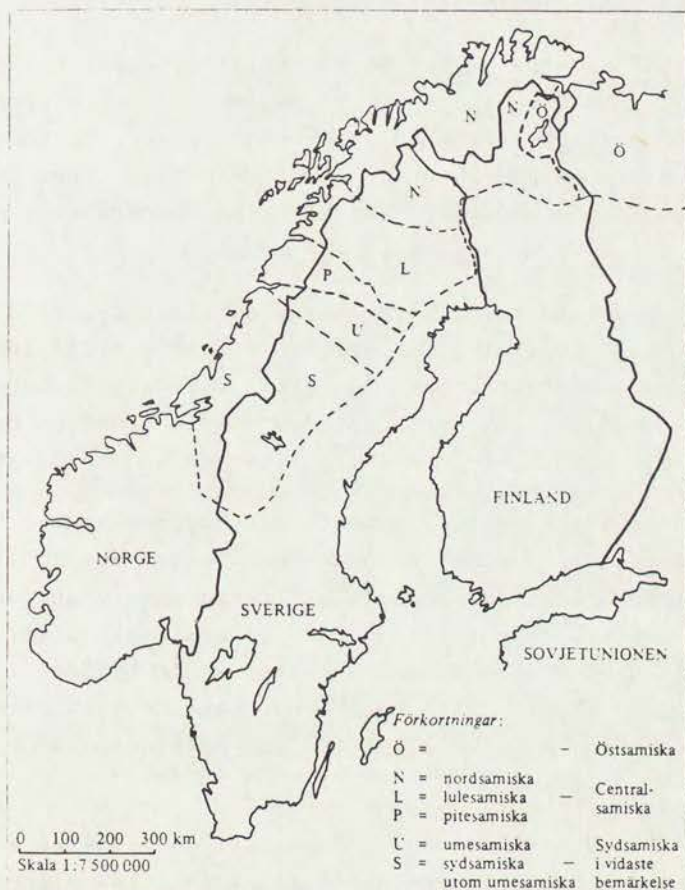 N
N
Ö
Ö
N
P
L
U
S
S
FINLAND
NORGE
SVERIGE
SOVJETUNIONEN
Förkortningar:
Ö = – Östsamiska
N = nordsamiska
L = lulesamiska — Central-
P = pitesamiska samiska
U = umesamiska Sydsamiska
S = sydsamiska — i vidaste
utom umesamiska bemärkelse
0 100 200 300 km
Skala 1:7 500 000